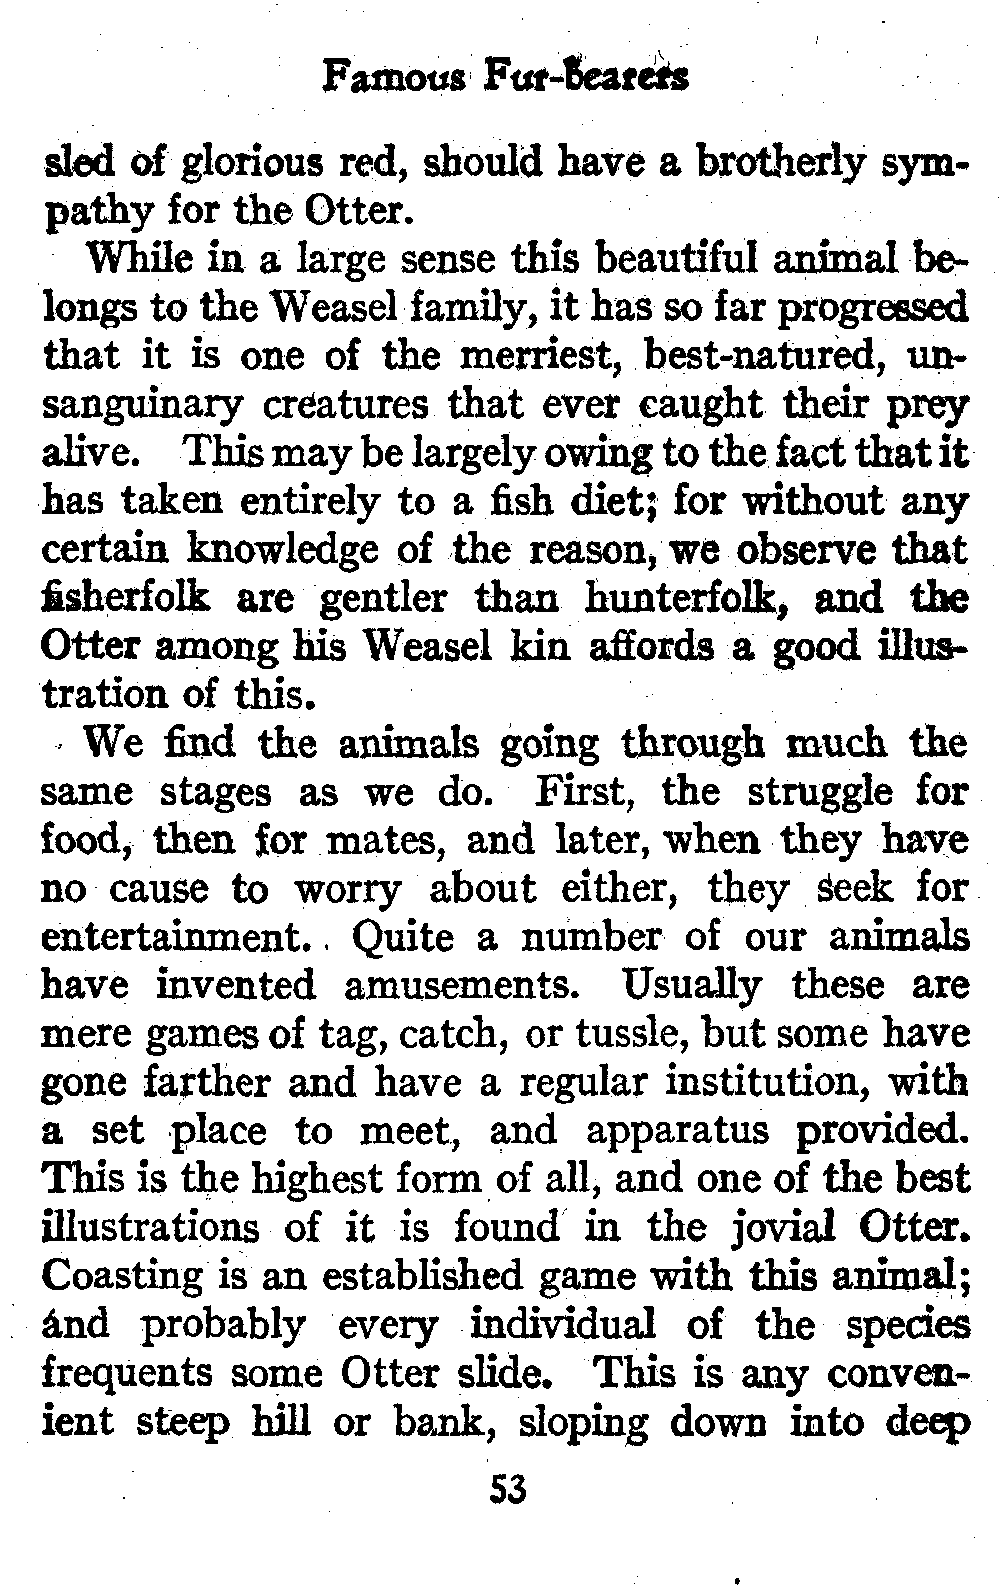 Famous Fur-Bearers
sled of glorious red, should have a brotherly sym-
pathy for the Otter.
While in a large sense this beautiful animal be-
longs to the Weasel family, it has so far progressed
that it is one of the merriest, best-natured, un-
sanguinary creatures that ever caught their prey
alive. This may be largely owing to the fact that it
has taken entirely to a fish diet; for without any
certain knowledge of the reason, we observe that
fisherfolk are gentler than hunterfolk, and the
Otter among his Weasel kin affords a good illus-
tration of this.
We find the animals going through much the
same stages as we do. First, the struggle for
food, then for mates, and later, when they have
no cause to worry about either, they seek for
entertainment. Quite a number of our animals
have invented amusements. Usually these are
mere games of tag, catch, or tussle, but some have
gone farther and have a regular institution, with
a set place to meet, and apparatus provided.
This is the highest form of all, and one of the best
illustrations of it is found in the jovial Otter.
Coasting is an established game with this animal;
and probably every individual of the species
frequents some Otter slide. This is any conven-
ient steep hill or bank, sloping down into deep
53